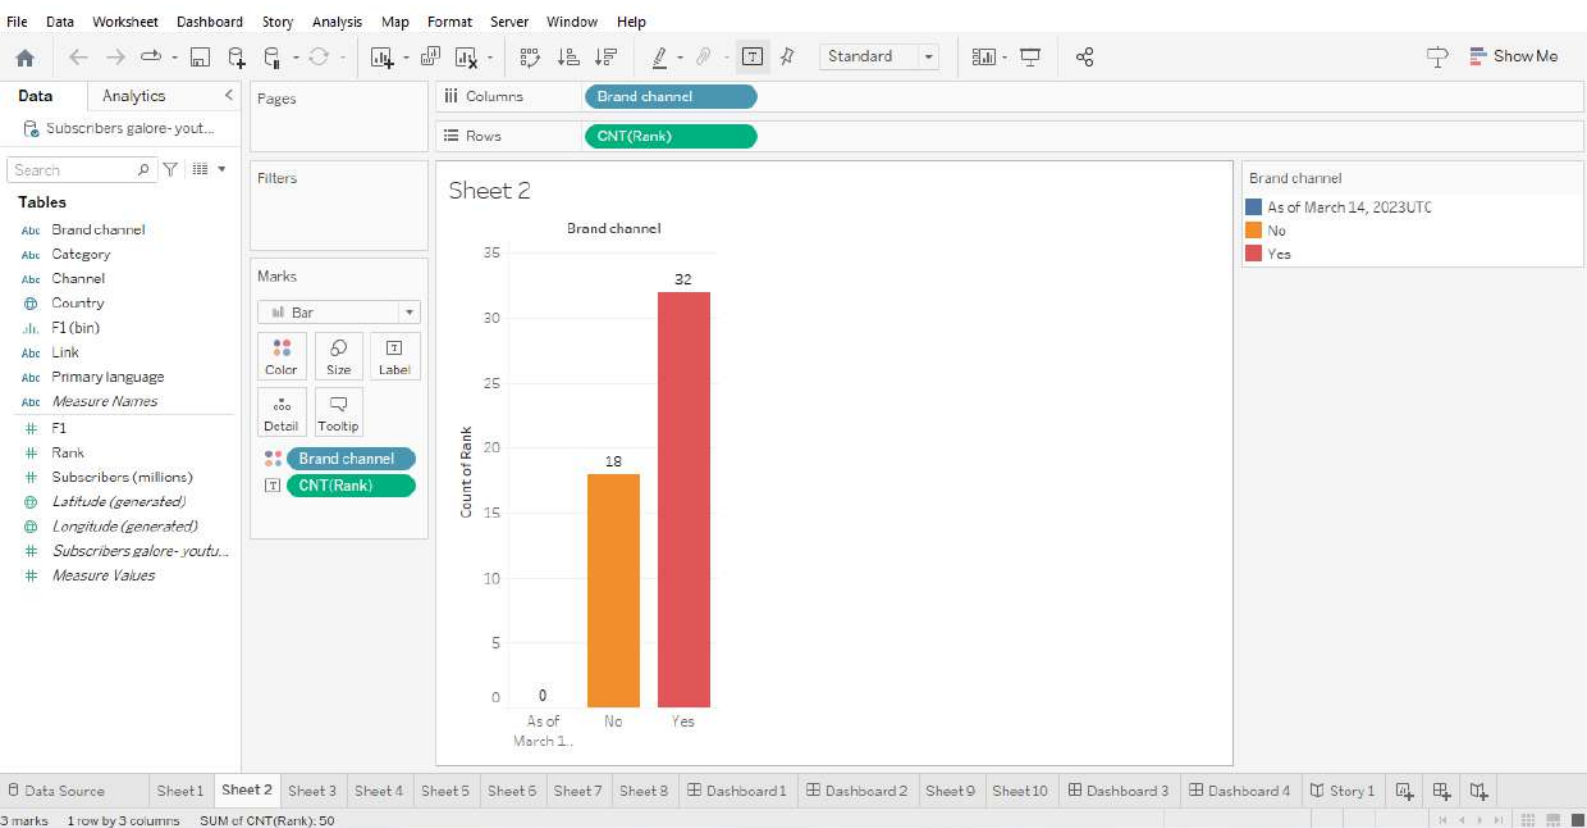 File Data Worksheet Dashboard Story Analysis Map Format Server Window Help
Standard
Show Me
Data Analytics
Pages
Columns Brand channel
Subscribers galore- yout...
Rows CNT(Rank)
Search
Filters
Sheet 2
Brand channel
As of March 14, 2023UTC
No
Yes
Tables
Abc Brand channel
Abc Category
Abc Channel
Country
F1 (bin)
Abc Link
Abc Primary language
Abc Measure Names
# F1
# Rank
# Subscribers (millions)
Latitude (generated)
Longitude (generated)
# Subscribers galore- youtu...
# Measure Values
Marks
Bar
Color Size Label
Detail Tooltip
Brand channel
CNT(Rank)
Brand channel
35
30
25
20
15
10
5
0
Count of Rank
32
18
0
As of March 1.. No Yes
Data Source Sheet 1 Sheet 2 Sheet 3 Sheet 4 Sheet 5 Sheet 6 Sheet 7 Sheet 8 Dashboard 1 Dashboard 2 Sheet 9 Sheet 10 Dashboard 3 Dashboard 4 Story 1
3 marks 1 row by 3 columns SUM of CNT(Rank): 50